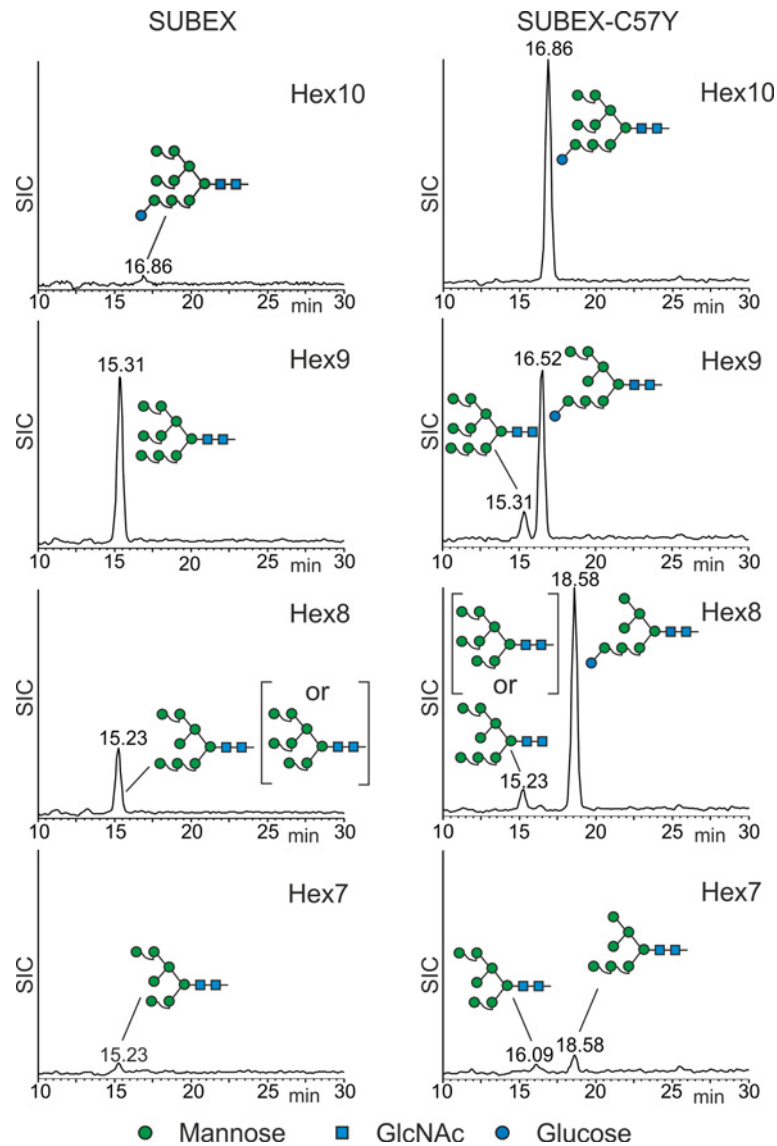 SUBEX
SUBEX-C57Y
Hex10
16.86
SIC
10 15 20 25 30
min
Hex10
16.86
SIC
10 15 20 25 30
min
Hex9
15.31
SIC
10 15 20 25 30
min
Hex9
16.52
15.31
SIC
10 15 20 25 30
min
Hex8
or
15.23
SIC
10 15 20 25 30
min
Hex8
18.58
or
15.23
SIC
10 15 20 25 30
min
Hex7
15.23
SIC
10 15 20 25 30
min
Hex7
16.09 18.58
SIC
10 15 20 25 30
min
Mannose GlcNAc Glucose